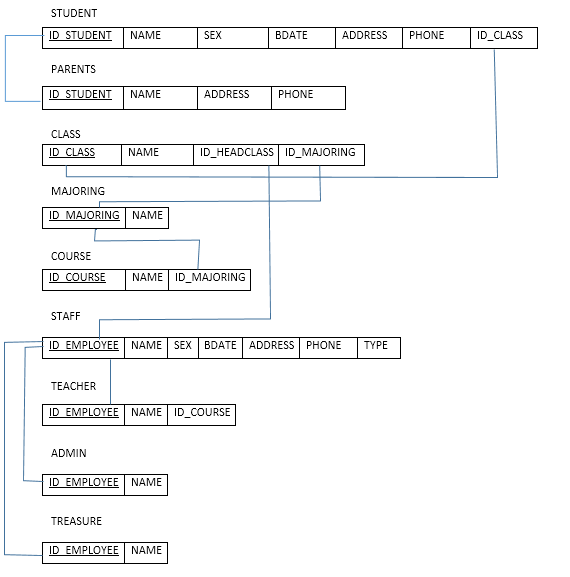 STUDENT
ID_STUDENT NAME SEX BDATE ADDRESS PHONE ID_CLASS
PARENTS
ID_STUDENT NAME ADDRESS PHONE
CLASS
ID_CLASS NAME ID_HEADCLASS ID_MAJORING
MAJORING
ID_MAJORING NAME
COURSE
ID_COURSE NAME ID_MAJORING
STAFF
ID_EMPLOYEE NAME SEX BDATE ADDRESS PHONE TYPE
TEACHER
ID_EMPLOYEE NAME ID_COURSE
ADMIN
ID_EMPLOYEE NAME
TREASURE
ID_EMPLOYEE NAME